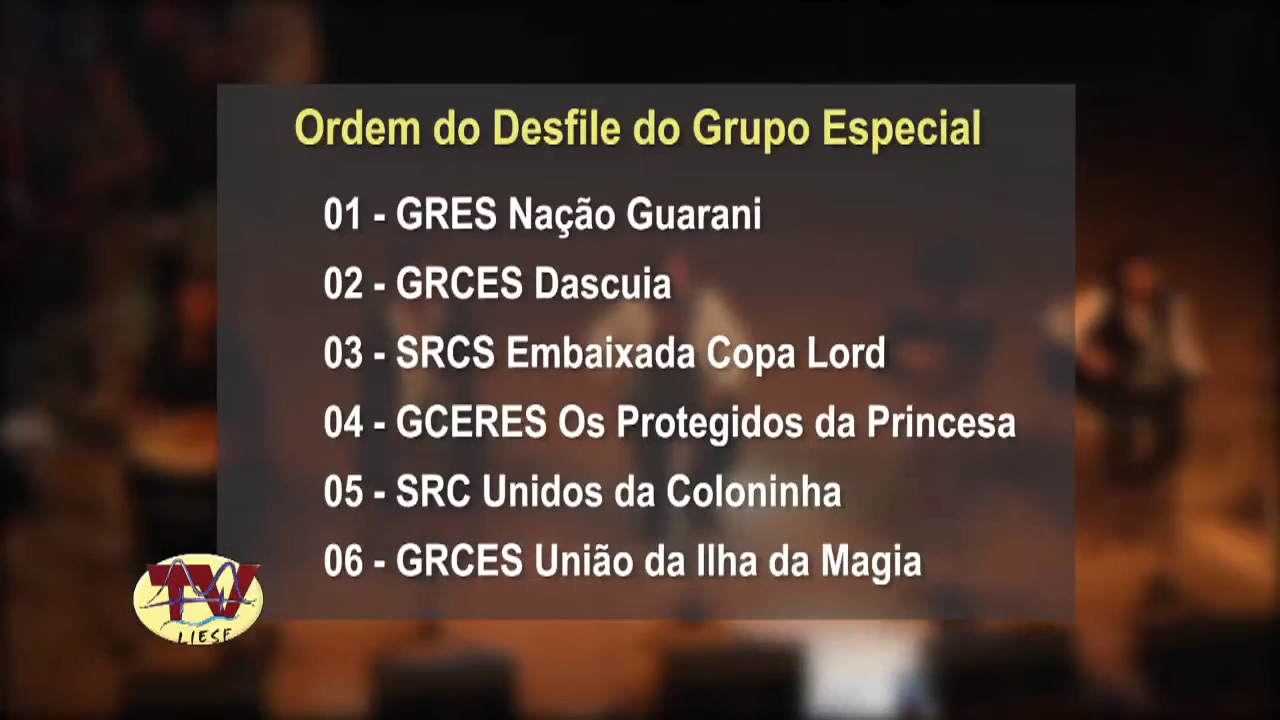 Ordem do Desfile do Grupo Especial
01 - GRES Nação Guarani
02 - GRCES Dascuia
03 - SRCS Embaixada Copa Lord
04 - GCERES Os Protegidos da Princesa
05 - SRC Unidos da Coloninha
06 - GRCES União da Ilha da Magia
TV
LIESF